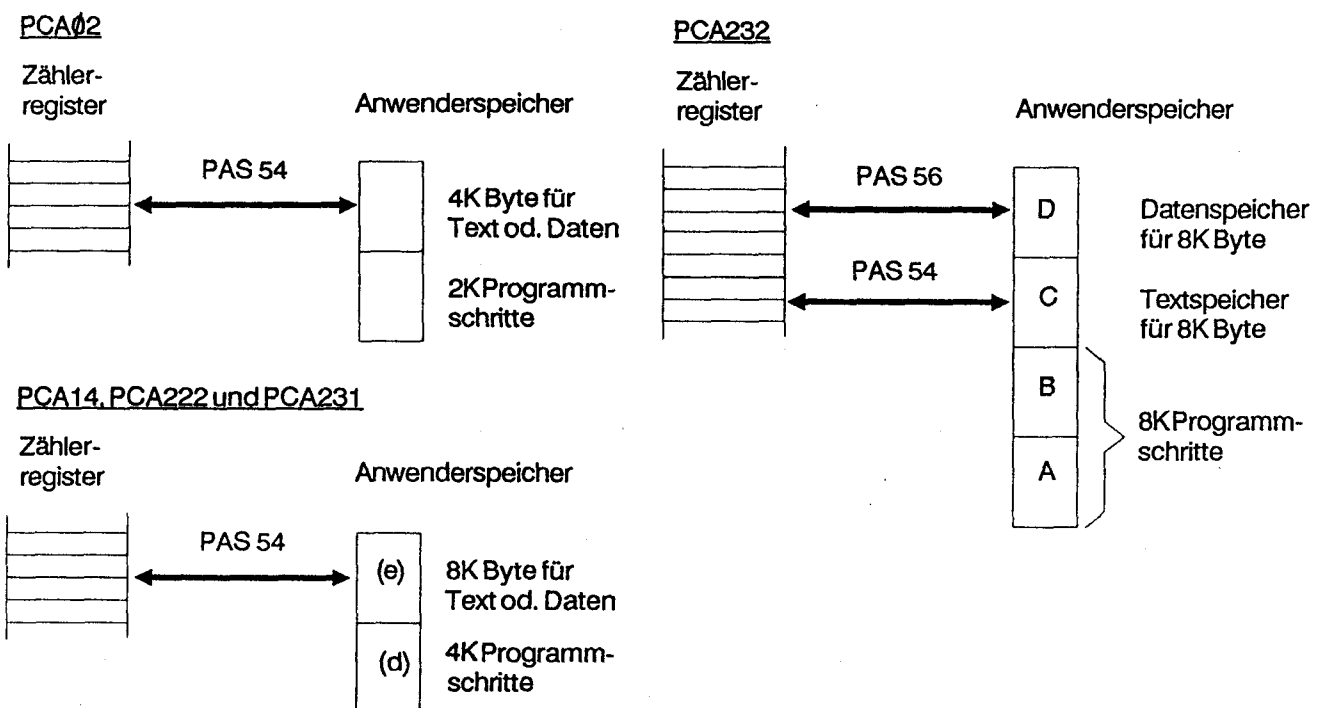 PCAØ2
Zähler-
register
Anwenderspeicher
PAS 54
4K Byte für
Text od. Daten
2K Programm-
schritte
PCA14, PCA222 und PCA231
Zähler-
register
Anwenderspeicher
PAS 54
(e)
8K Byte für
Text od. Daten
(d)
4K Programm-
schritte
PCA232
Zähler-
register
Anwenderspeicher
PAS 56
D
Datenspeicher
für 8K Byte
PAS 54
C
Textspeicher
für 8K Byte
B
8K Programm-
schritte
A